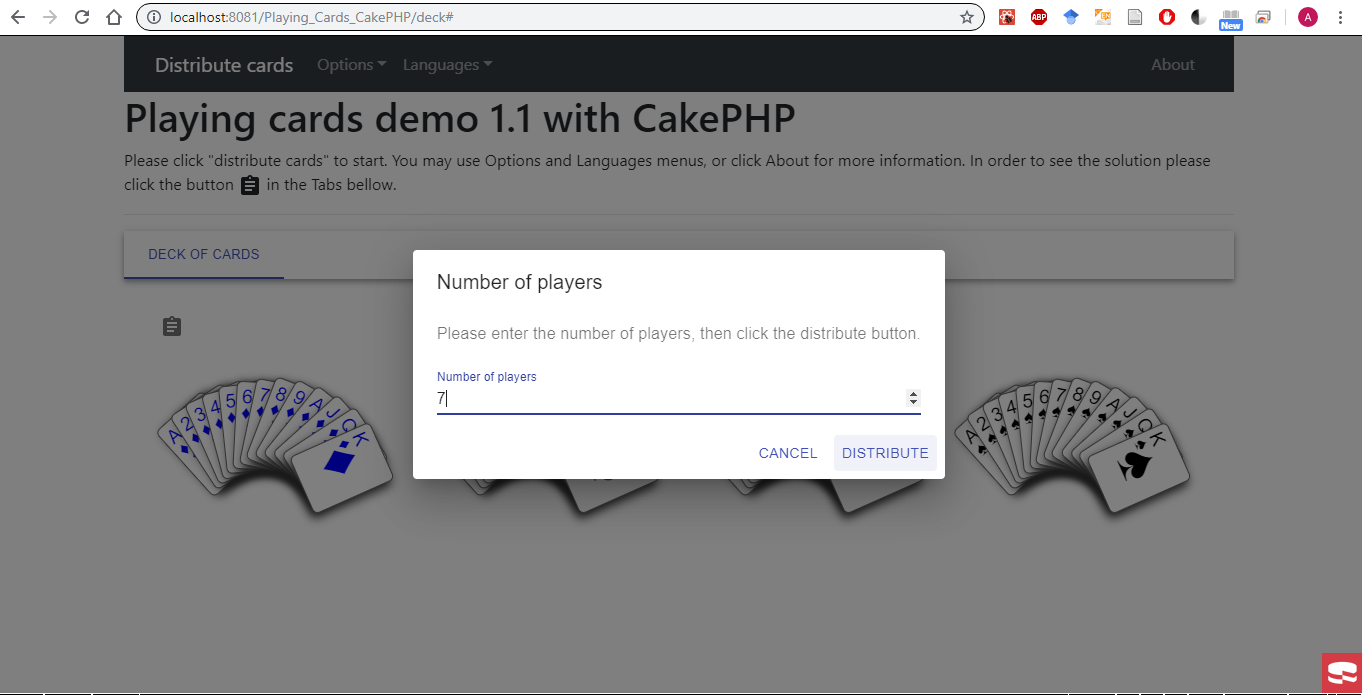 localhost:8081/Playing_Cards_CakePHP/deck#
ABP
EN
New
A
Distribute cards Options Languages About
Playing cards demo 1.1 with CakePHP
Please click "distribute cards" to start. You may use Options and Languages menus, or click About for more information. In order to see the solution please
click the button in the Tabs bellow.
DECK OF CARDS
Number of players
Please enter the number of players, then click the distribute button.
Number of players
7
CANCEL DISTRIBUTE
A 2 3 4 5 6 7 8 9 A J Q K
A 2 3 4 5 6 7 8 9 A J Q K